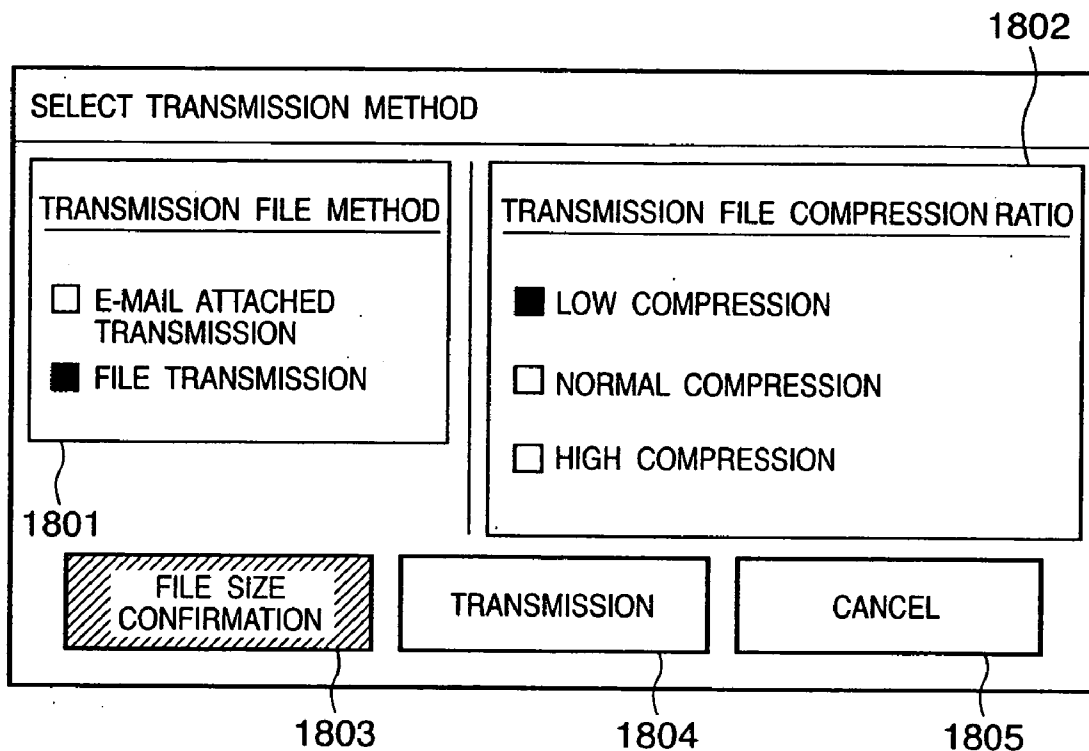 1802
SELECT TRANSMISSION METHOD
TRANSMISSION FILE METHOD
E-MAIL ATTACHED
TRANSMISSION
FILE TRANSMISSION
1801
TRANSMISSION FILE COMPRESSION RATIO
LOW COMPRESSION
NORMAL COMPRESSION
HIGH COMPRESSION
FILE SIZE
CONFIRMATION
TRANSMISSION
CANCEL
1803
1804
1805